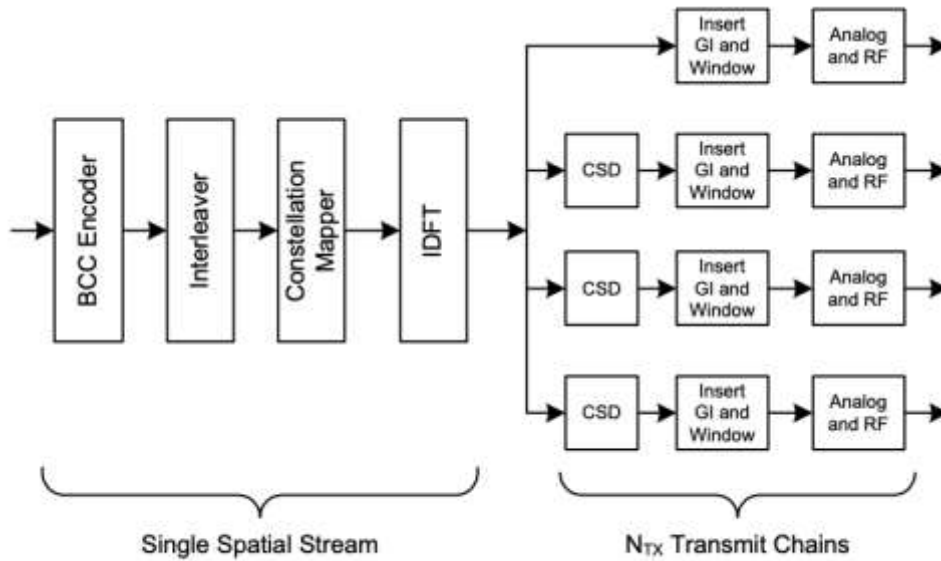 BCC Encoder
Interleaver
Constellation
Mapper
IDFT
Insert
GI and
Window
Analog
and RF
CSD
Insert
GI and
Window
Analog
and RF
CSD
Insert
GI and
Window
Analog
and RF
CSD
Insert
GI and
Window
Analog
and RF
Single Spatial Stream
NTX Transmit Chains